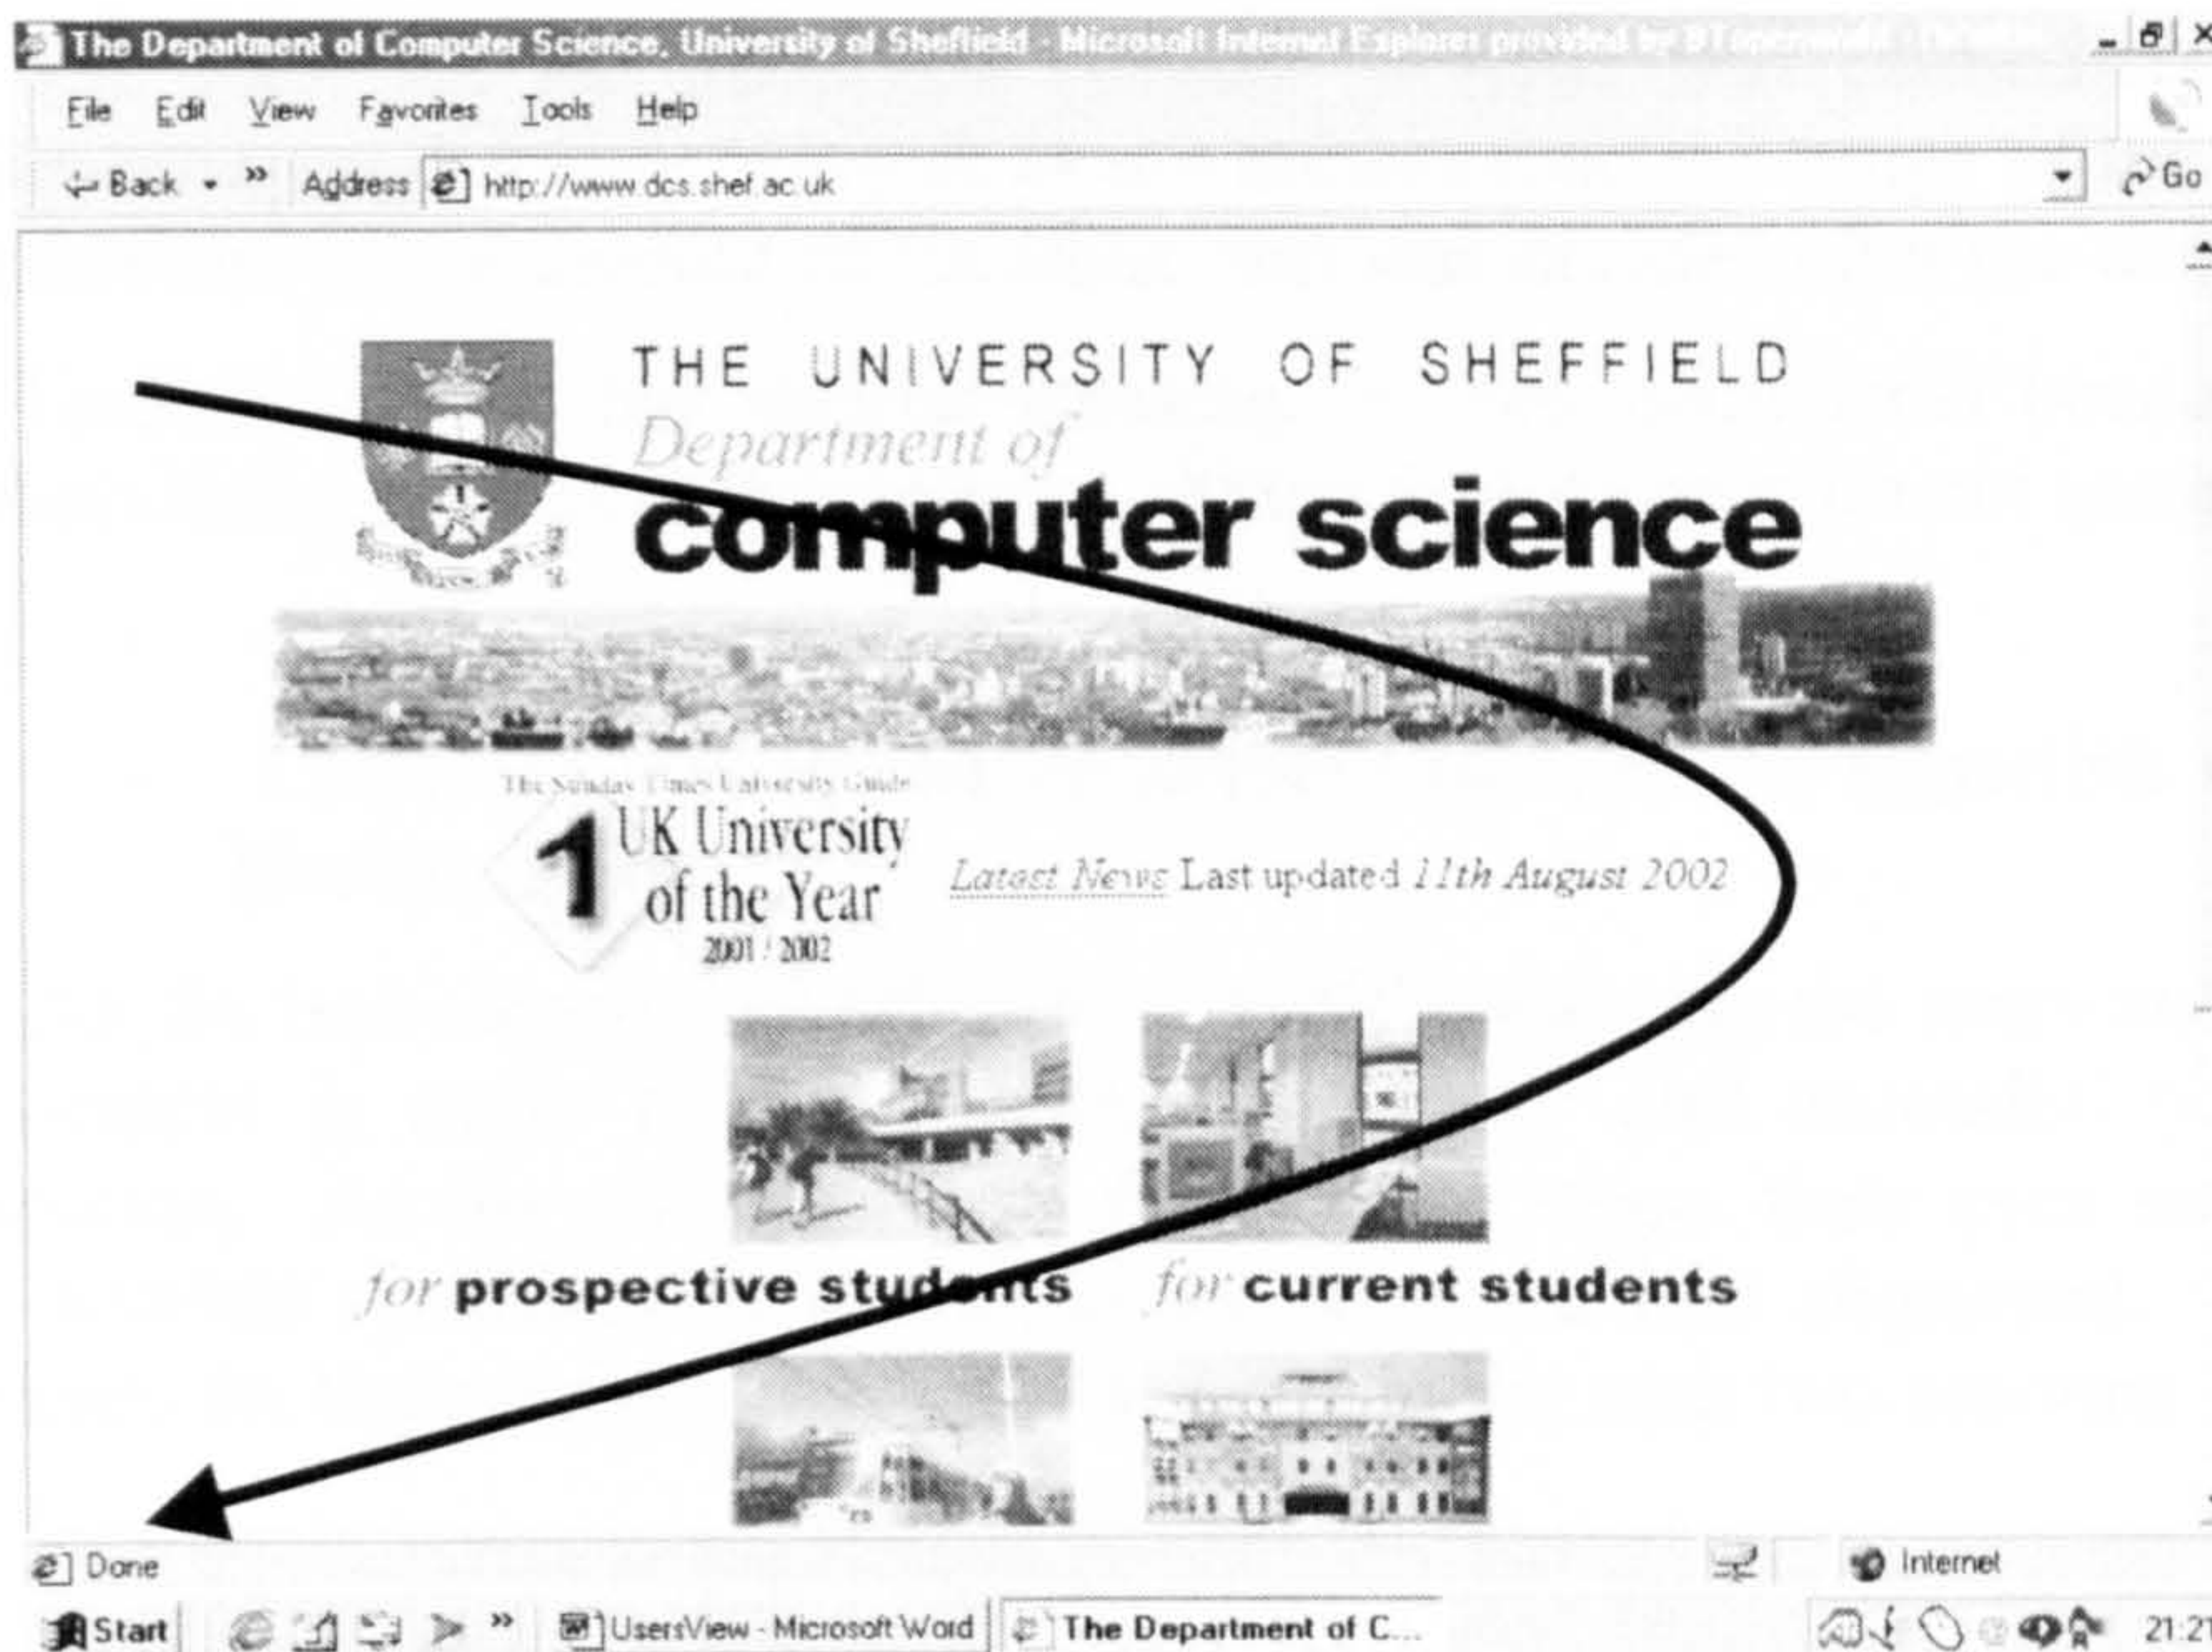 The Department of Computer Science, University of Sheffield - Microsoft Internet Explorer provided by
File Edit View Favorites Tools Help
Back » Address http://www.dcs.shef.ac.uk Go
THE UNIVERSITY OF SHEFFIELD
Department of
computer science
The Sunday Times University Guide
1 UK University
of the Year
2001 / 2002
Latest News Last updated 11th August 2002
for prospective students for current students
Done Internet
Start » UsersView - Microsoft Word The Department of C...